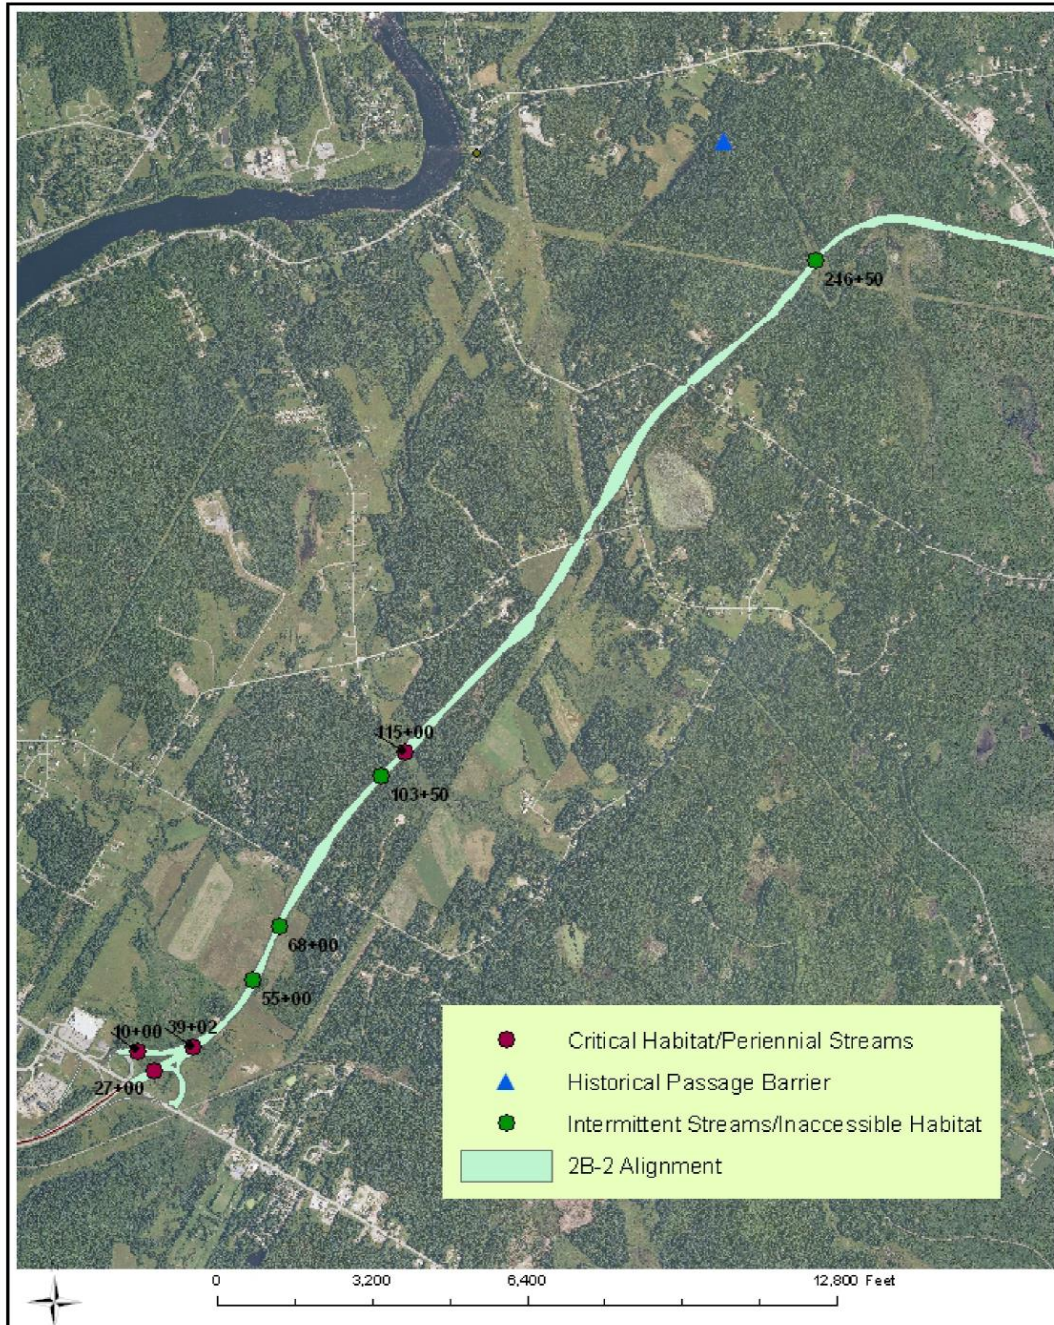 246+50
115+00
103+50
68+00
55+00
10+00
39+02
27+00
Critical Habitat/Periennial Streams
Historical Passage Barrier
Intermittent Streams/Inaccessible Habitat
2B-2 Alignment
0 3,200 6,400 12,800 Feet